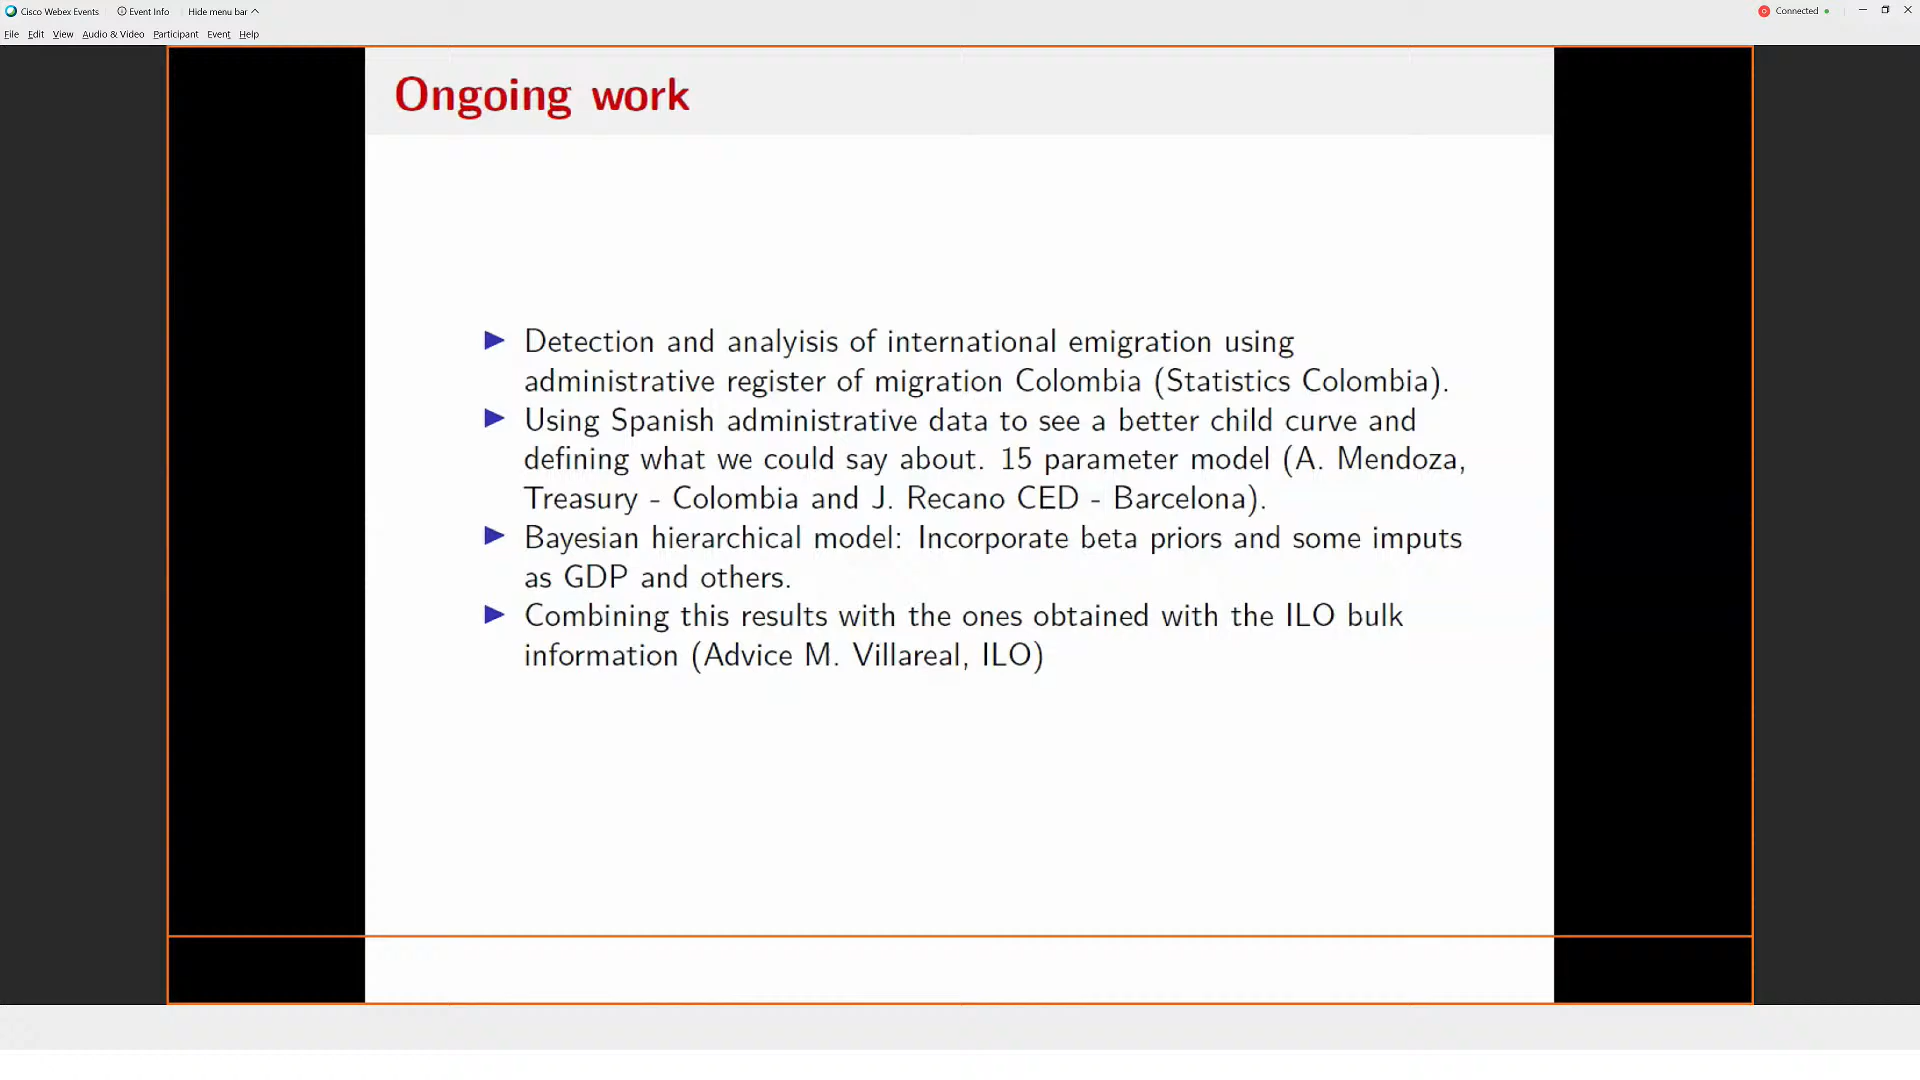 Cisco Webex Events Event Info Hide menu bar Connected
File Edit View Audio & Video Participant Event Help
Ongoing work
Detection and analyisis of international emigration using
administrative register of migration Colombia (Statistics Colombia).
Using Spanish administrative data to see a better child curve and
defining what we could say about. 15 parameter model (A. Mendoza,
Treasury - Colombia and J. Recano CED - Barcelona).
Bayesian hierarchical model: Incorporate beta priors and some imputs
as GDP and others.
Combining this results with the ones obtained with the ILO bulk
information (Advice M. Villareal, ILO)